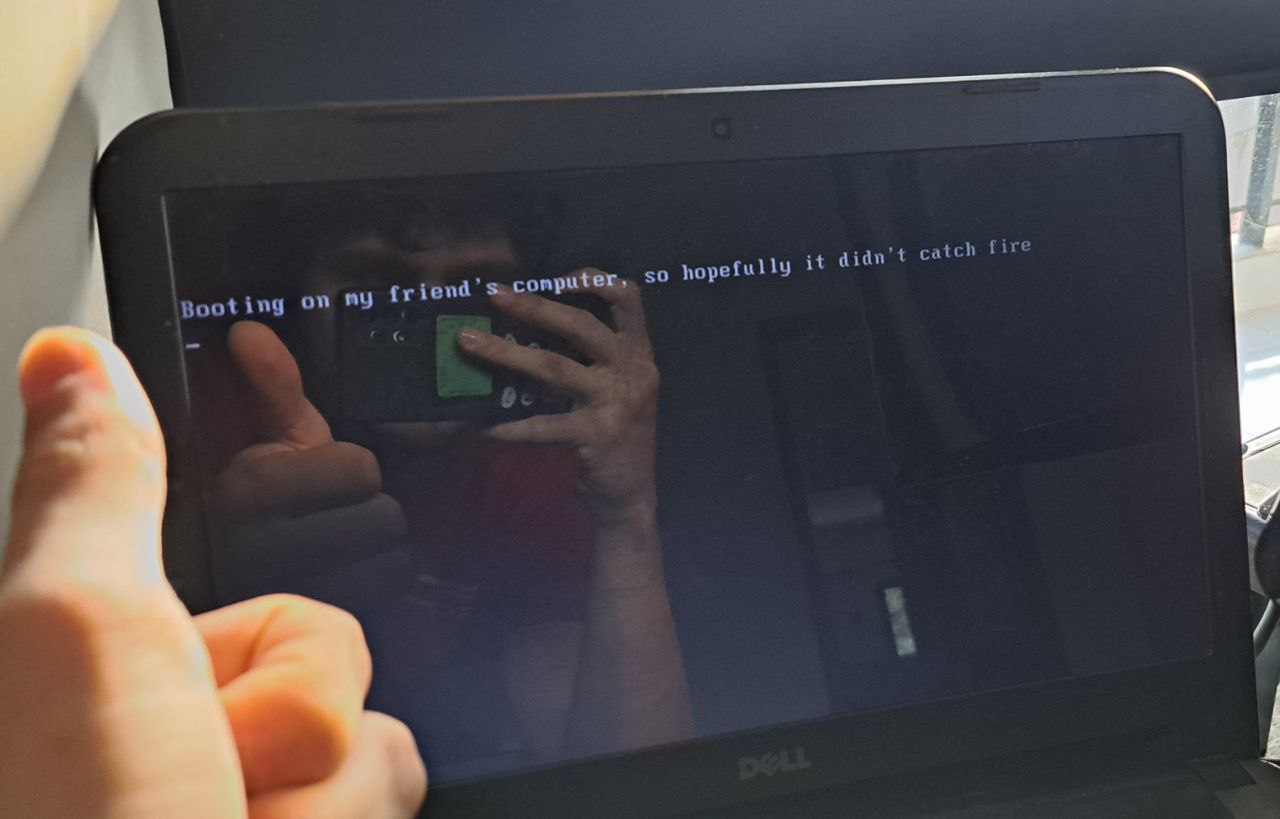 Booting on my friend's computer, so hopefully it didn't catch fire
_
DELL